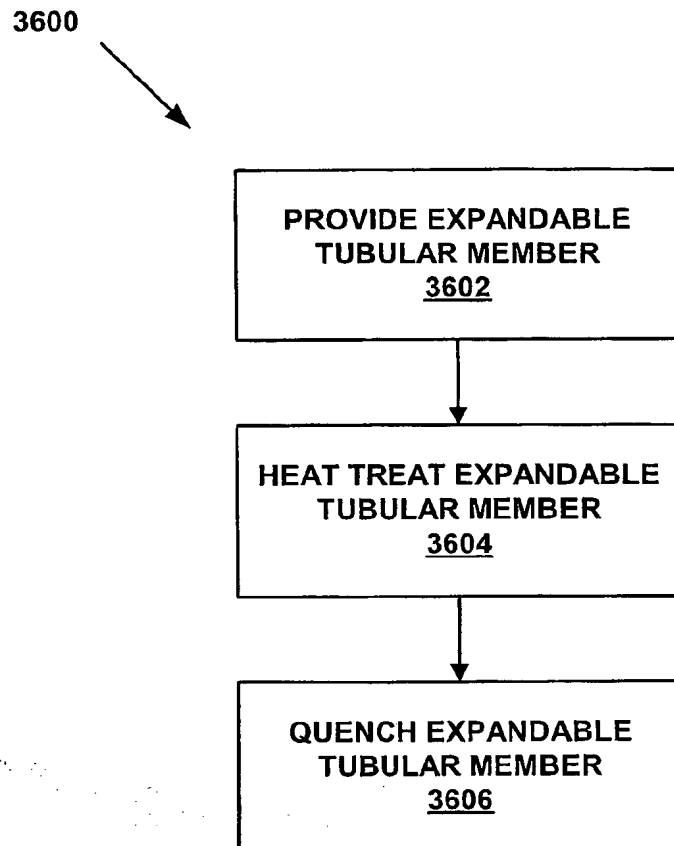 3600
PROVIDE EXPANDABLE
TUBULAR MEMBER
3602
HEAT TREAT EXPANDABLE
TUBULAR MEMBER
3604
QUENCH EXPANDABLE
TUBULAR MEMBER
3606